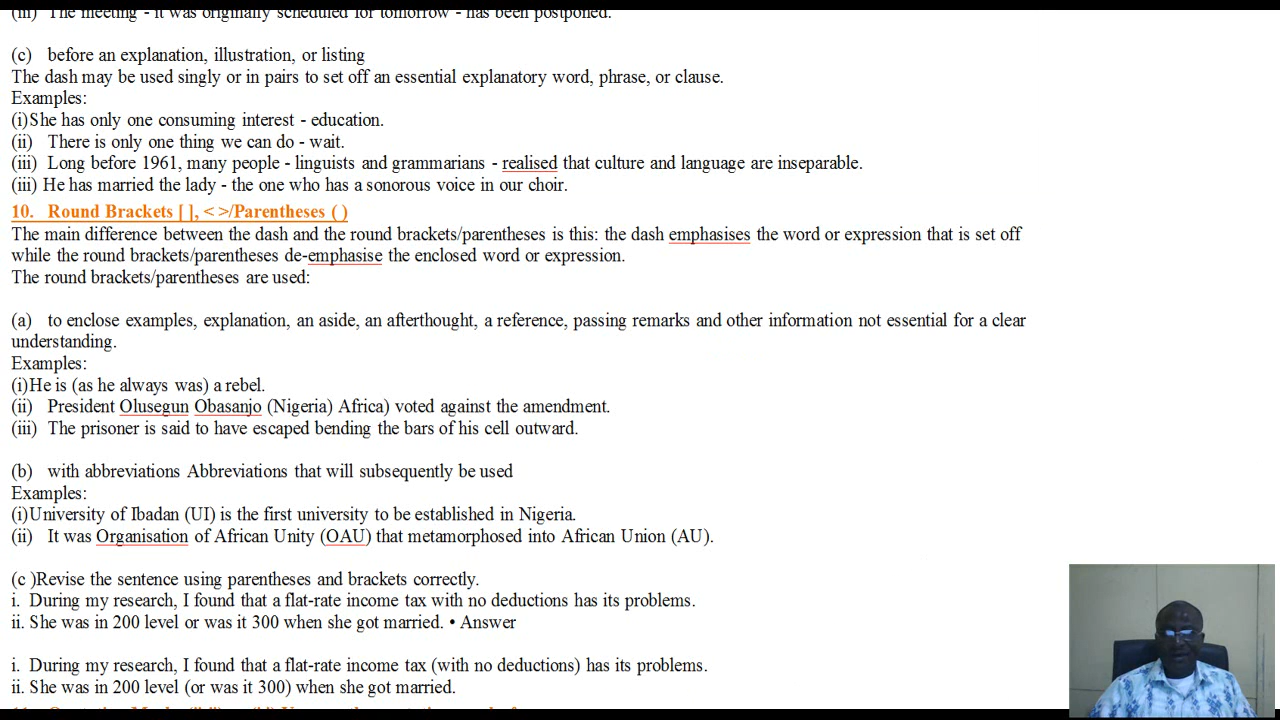 (iii) The meeting - it was originally scheduled for tomorrow - has been postponed.
(c) before an explanation, illustration, or listing
The dash may be used singly or in pairs to set off an essential explanatory word, phrase, or clause.
Examples:
(i)She has only one consuming interest - education.
(ii) There is only one thing we can do - wait.
(iii) Long before 1961, many people - linguists and grammarians - realised that culture and language are inseparable.
(iii) He has married the lady - the one who has a sonorous voice in our choir.
10. Round Brackets [ ], < >/Parentheses ( )
The main difference between the dash and the round brackets/parentheses is this: the dash emphasises the word or expression that is set off
while the round brackets/parentheses de-emphasise the enclosed word or expression.
The round brackets/parentheses are used:
(a) to enclose examples, explanation, an aside, an afterthought, a reference, passing remarks and other information not essential for a clear
understanding.
Examples:
(i)He is (as he always was) a rebel.
(ii) President Olusegun Obasanjo (Nigeria) Africa) voted against the amendment.
(iii) The prisoner is said to have escaped bending the bars of his cell outward.
(b) with abbreviations Abbreviations that will subsequently be used
Examples:
(i)University of Ibadan (UI) is the first university to be established in Nigeria.
(ii) It was Organisation of African Unity (OAU) that metamorphosed into African Union (AU).
(c )Revise the sentence using parentheses and brackets correctly.
i. During my research, I found that a flat-rate income tax with no deductions has its problems.
ii. She was in 200 level or was it 300 when she got married. • Answer
i. During my research, I found that a flat-rate income tax (with no deductions) has its problems.
ii. She was in 200 level (or was it 300) when she got married.